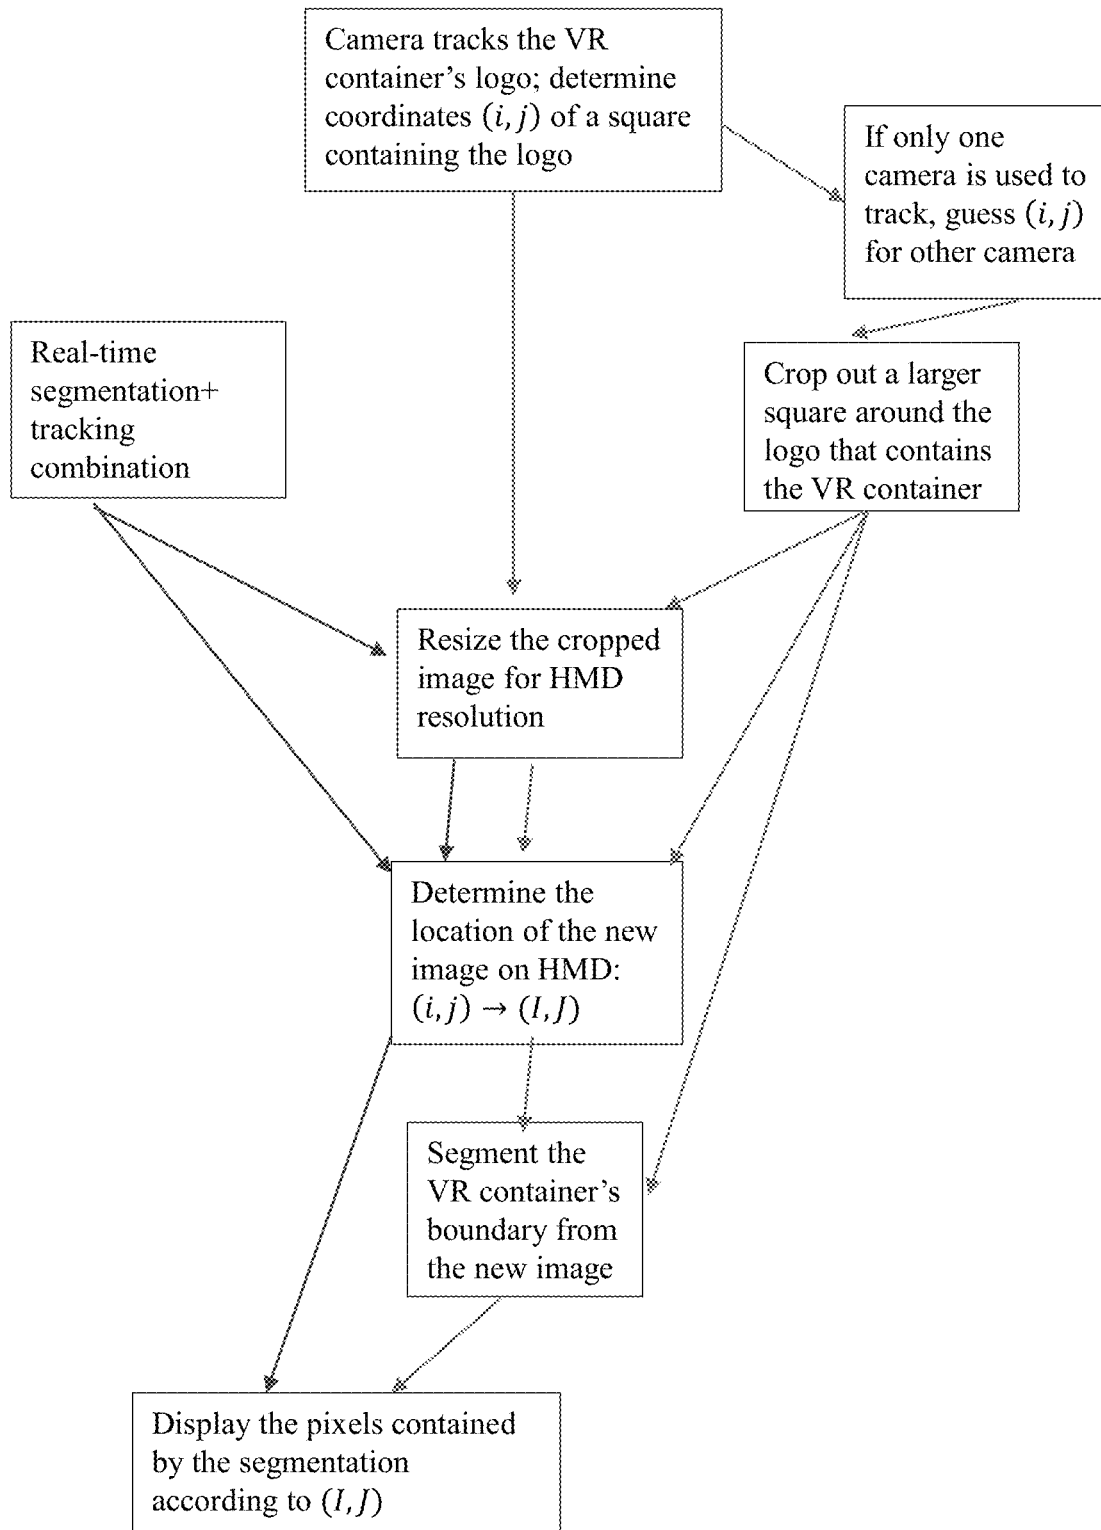 Camera tracks the VR
container’s logo; determine
coordinates (i, j) of a square
containing the logo
If only one
camera is used to
track, guess (i, j)
for other camera
Real-time
segmentation+
tracking
combination
Crop out a larger
square around the
logo that contains
the VR container
Resize the cropped
image for HMD
resolution
Determine the
location of the new
image on HMD:
(i, j) → (I, J)
Segment the
VR container’s
boundary from
the new image
Display the pixels contained
by the segmentation
according to (I, J)